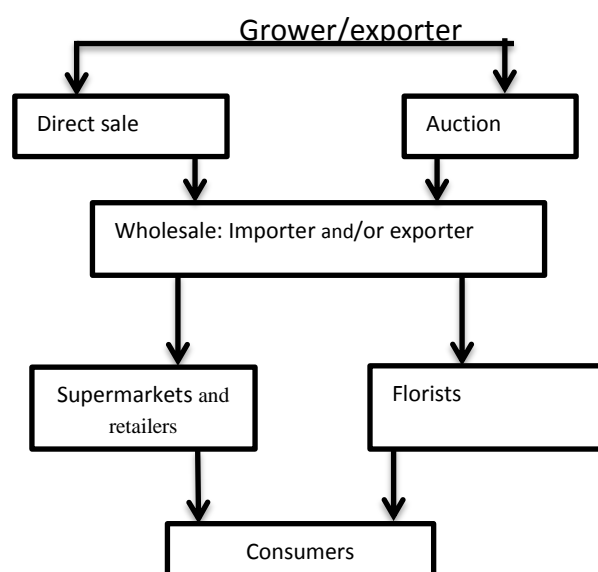 Grower/exporter
Direct sale
Auction
Wholesale: Importer and/or exporter
Supermarkets and
retailers
Florists
Consumers